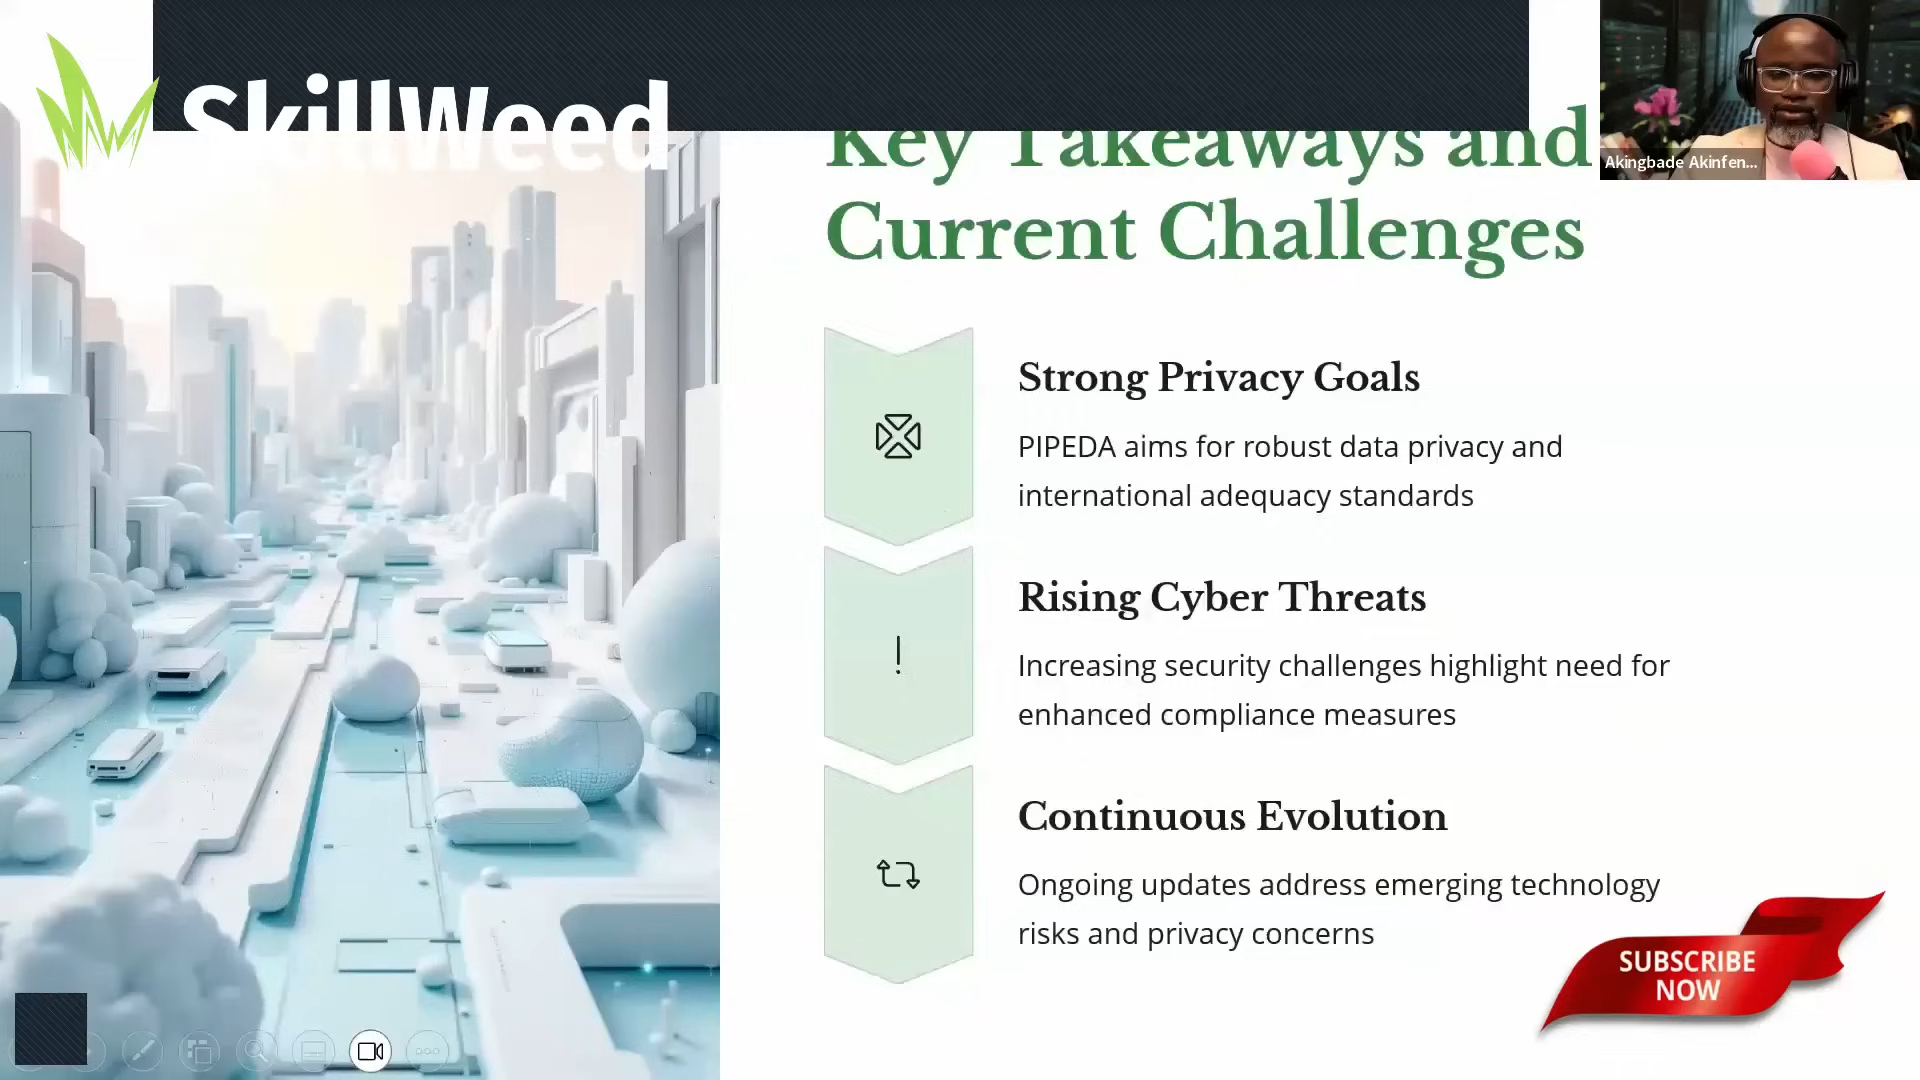 SkillWeed
Key Takeaways and
Current Challenges
Akingbade Akinfen...
Strong Privacy Goals
PIPEDA aims for robust data privacy and
international adequacy standards
Rising Cyber Threats
Increasing security challenges highlight need for
enhanced compliance measures
Continuous Evolution
Ongoing updates address emerging technology
risks and privacy concerns
SUBSCRIBE
NOW